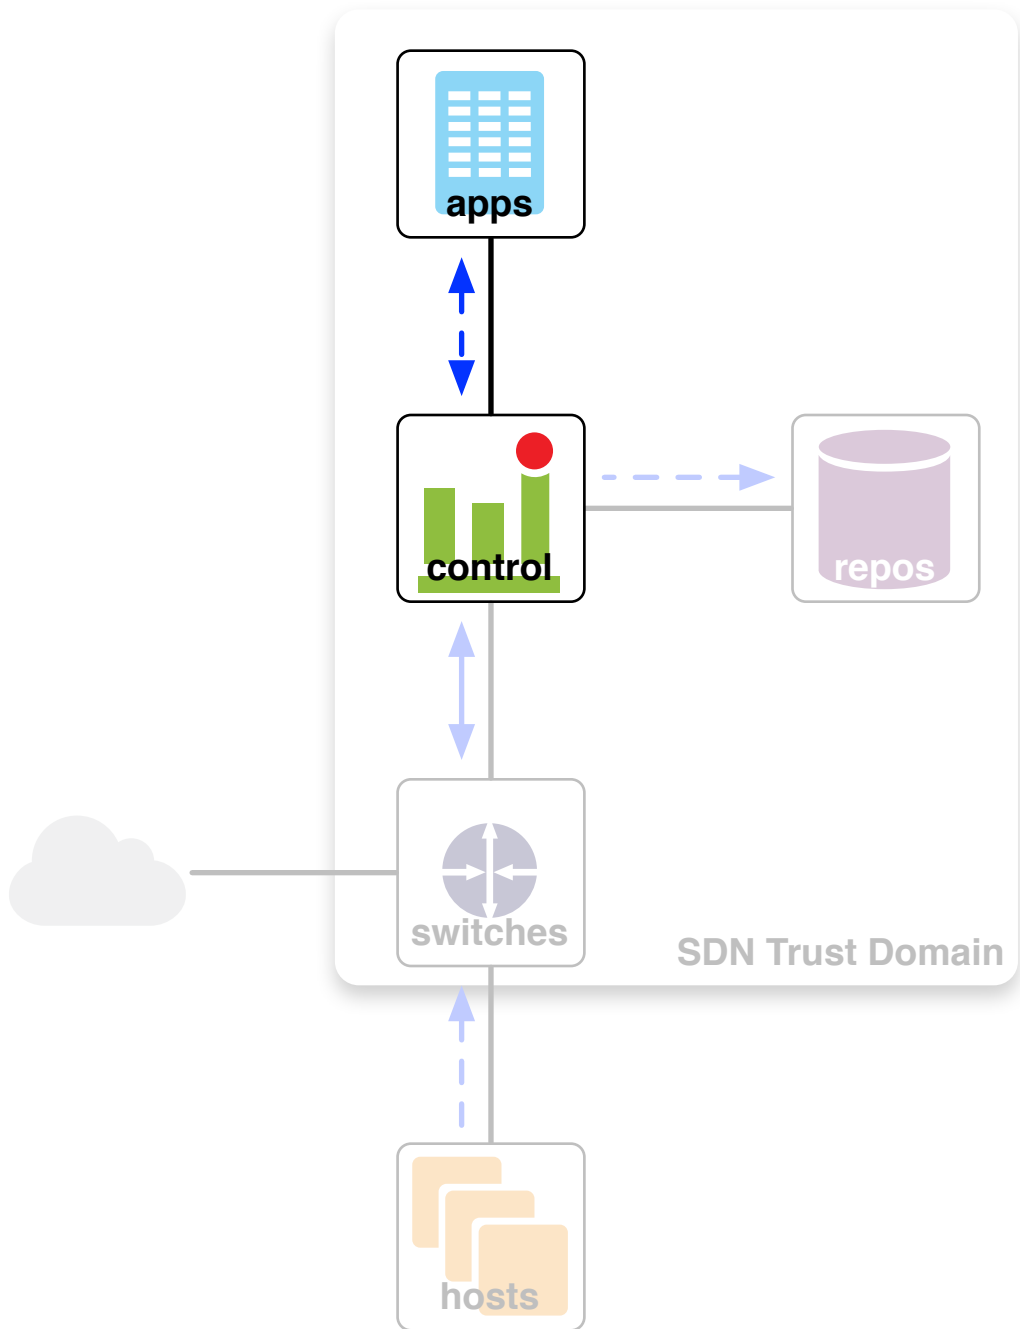 apps
control
repos
switches
SDN Trust Domain
hosts